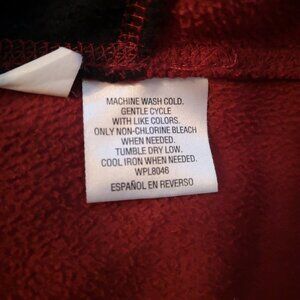 MACHINE WASH COLD,
GENTLE CYCLE
WITH LIKE COLORS.
ONLY NON-CHLORINE BLEACH
WHEN NEEDED.
TUMBLE DRY LOW.
COOL IRON WHEN NEEDED.
WPL8046
ESPAÑOL EN REVERSO